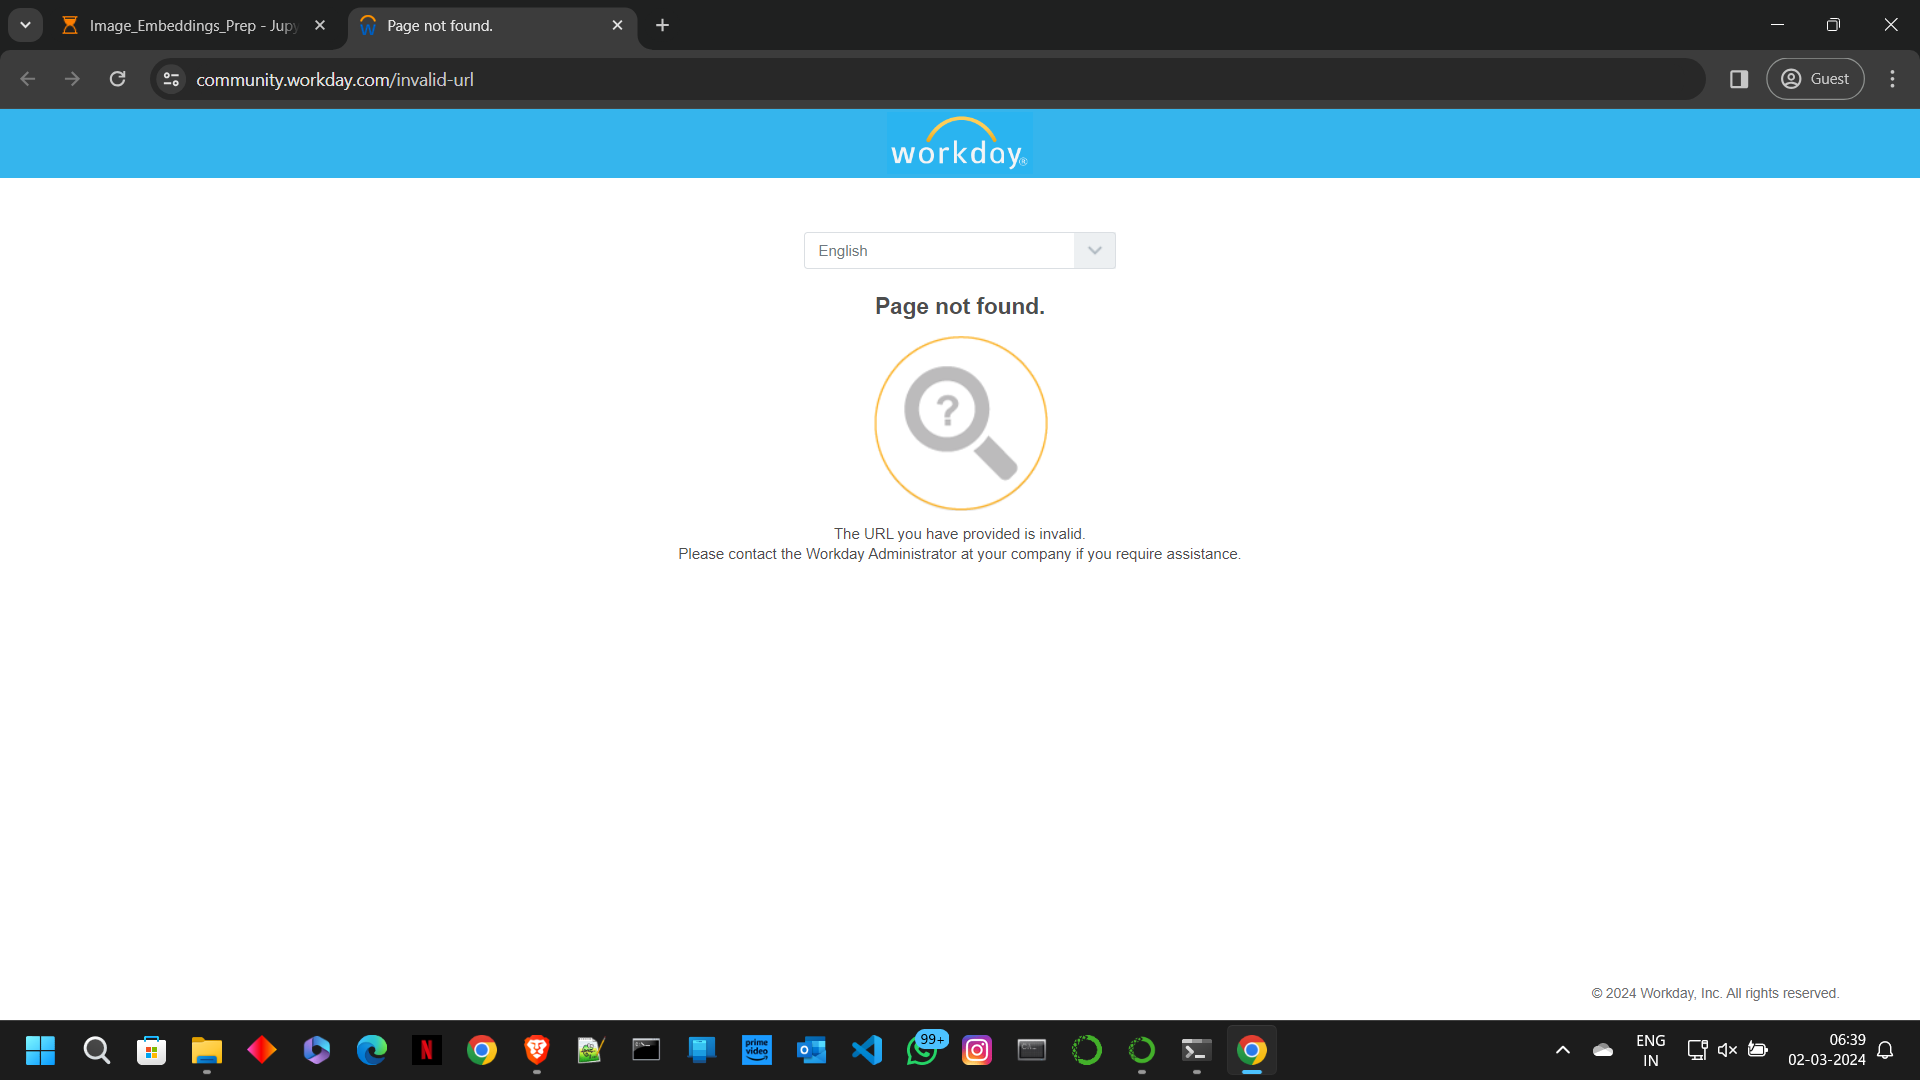 Image_Embeddings_Prep - Jupy
Page not found.
community.workday.com/invalid-url
Guest
workday®
English
Page not found.
?
The URL you have provided is invalid.
Please contact the Workday Administrator at your company if you require assistance.
© 2024 Workday, Inc. All rights reserved.
prime
video
99+
ENG
IN
06:39
02-03-2024